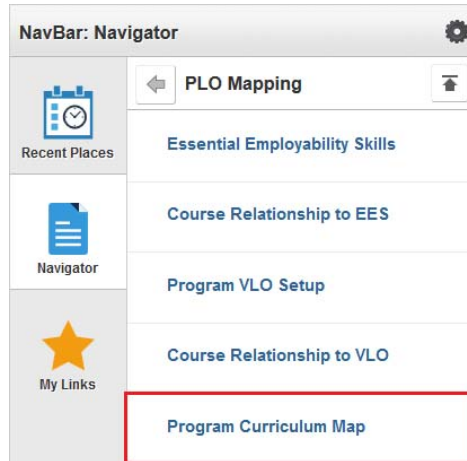 NavBar: Navigator
PLO Mapping
Recent Places
Essential Employability Skills
Course Relationship to EES
Navigator
Program VLO Setup
Course Relationship to VLO
My Links
Program Curriculum Map